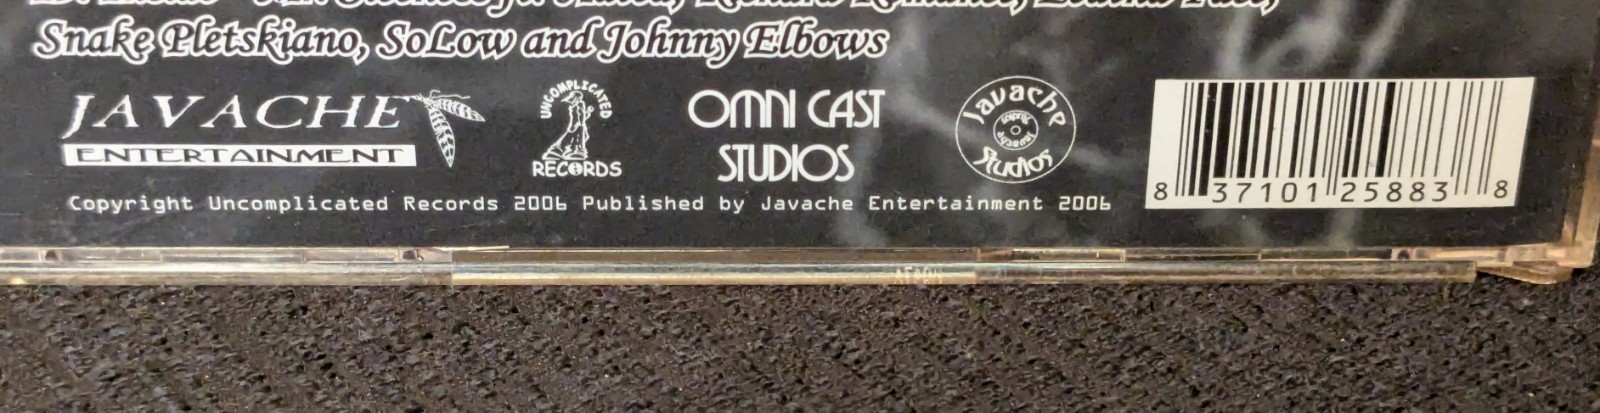 Snake Pletskiano, SoLow and Johnny Elbows
JAVACHE
ENTERTAINMENT
UNCOMPLICATED
RECORDS
OMNI CAST
STUDIOS
Javache
Studios
Copyright Uncomplicated Records 2006 Published by Javache Entertainment 2006
8 37101 25883 8